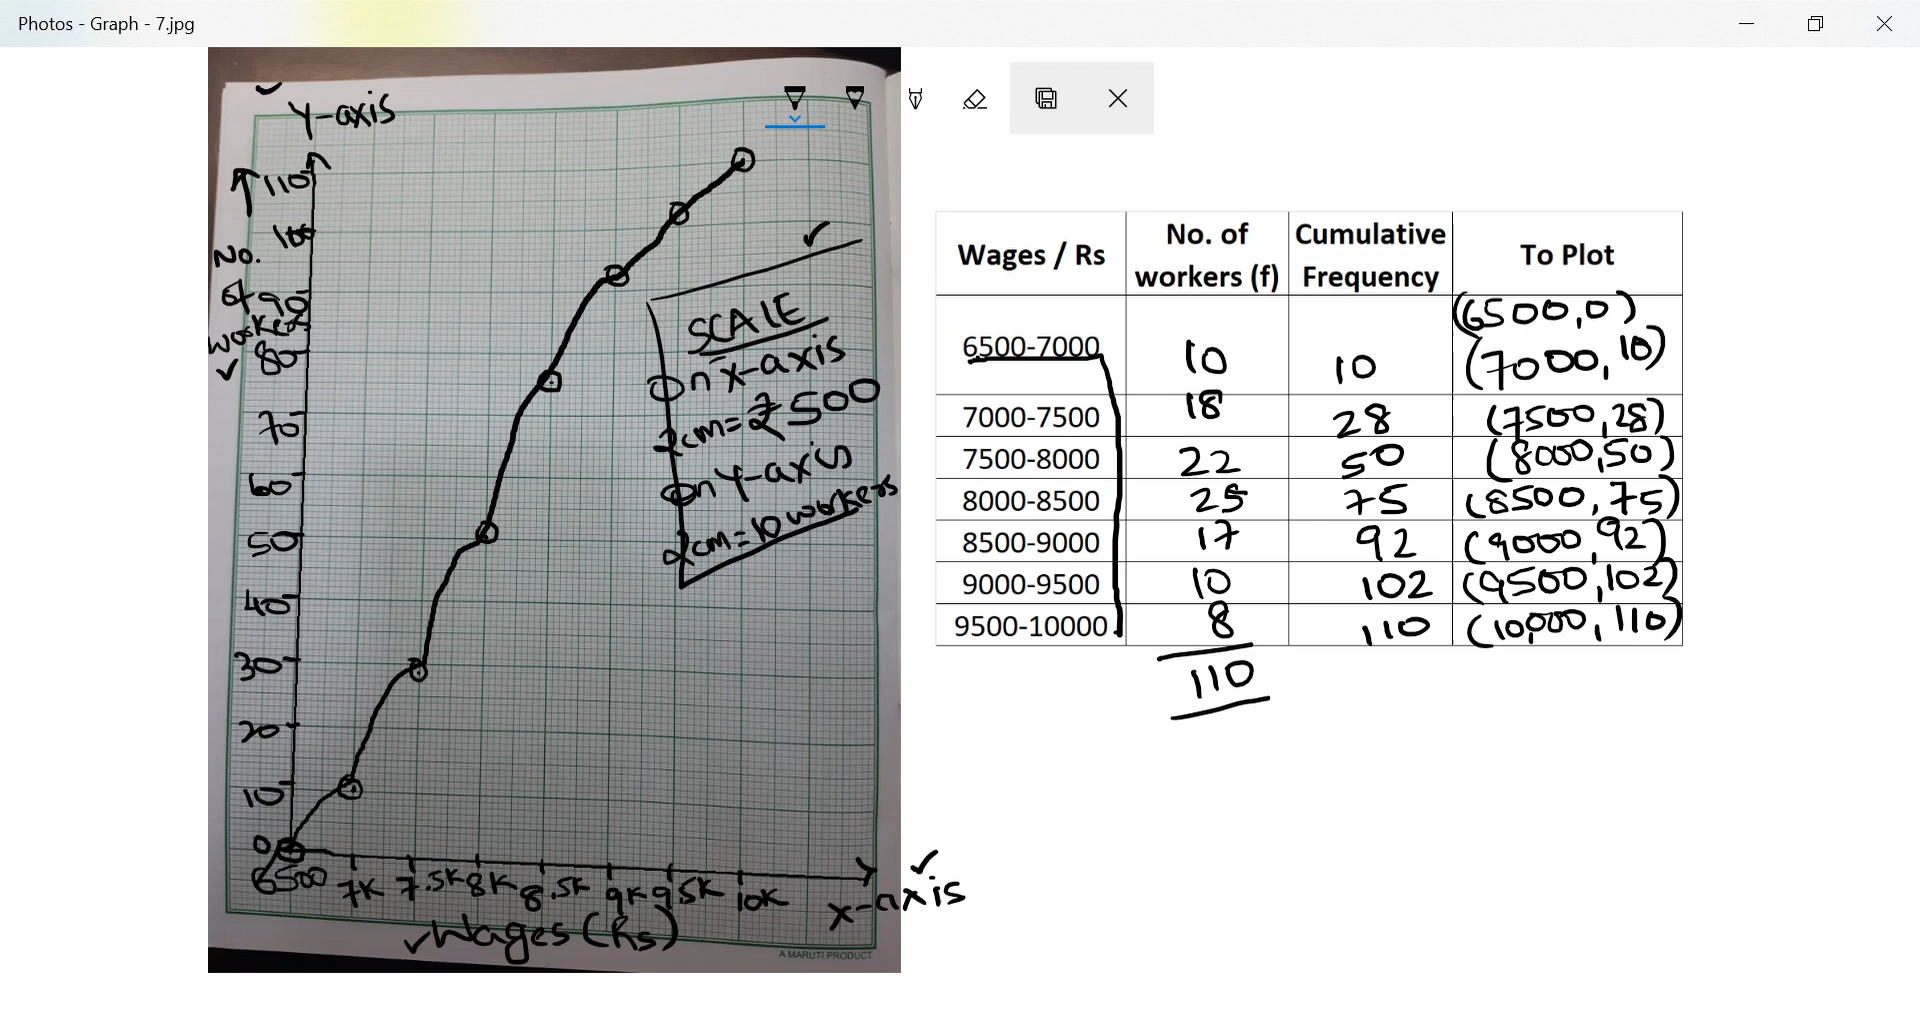 Photos - Graph - 7.jpg
Y-axis
110
100
No.
of
90
workers
80
70
60
50
40
30
20
10
0
SCALE
On x-axis
2cm=₹500
On Y-axis
2cm=10 workers
6500 7K 7.5K 8K 8.5K 9K 9.5K 10K
x-axis
Wages (Rs)
A MARUTI PRODUCT
Wages / Rs No. of workers (f) Cumulative Frequency To Plot
(6500,0)
6500-7000 10 10 (7000,10)
7000-7500 18 28 (7500,28)
7500-8000 22 50 (8000,50)
8000-8500 25 75 (8500,75)
8500-9000 17 92 (9000,92)
9000-9500 10 102 (9500,102)
9500-10000 8 110 (10,000,110)
110